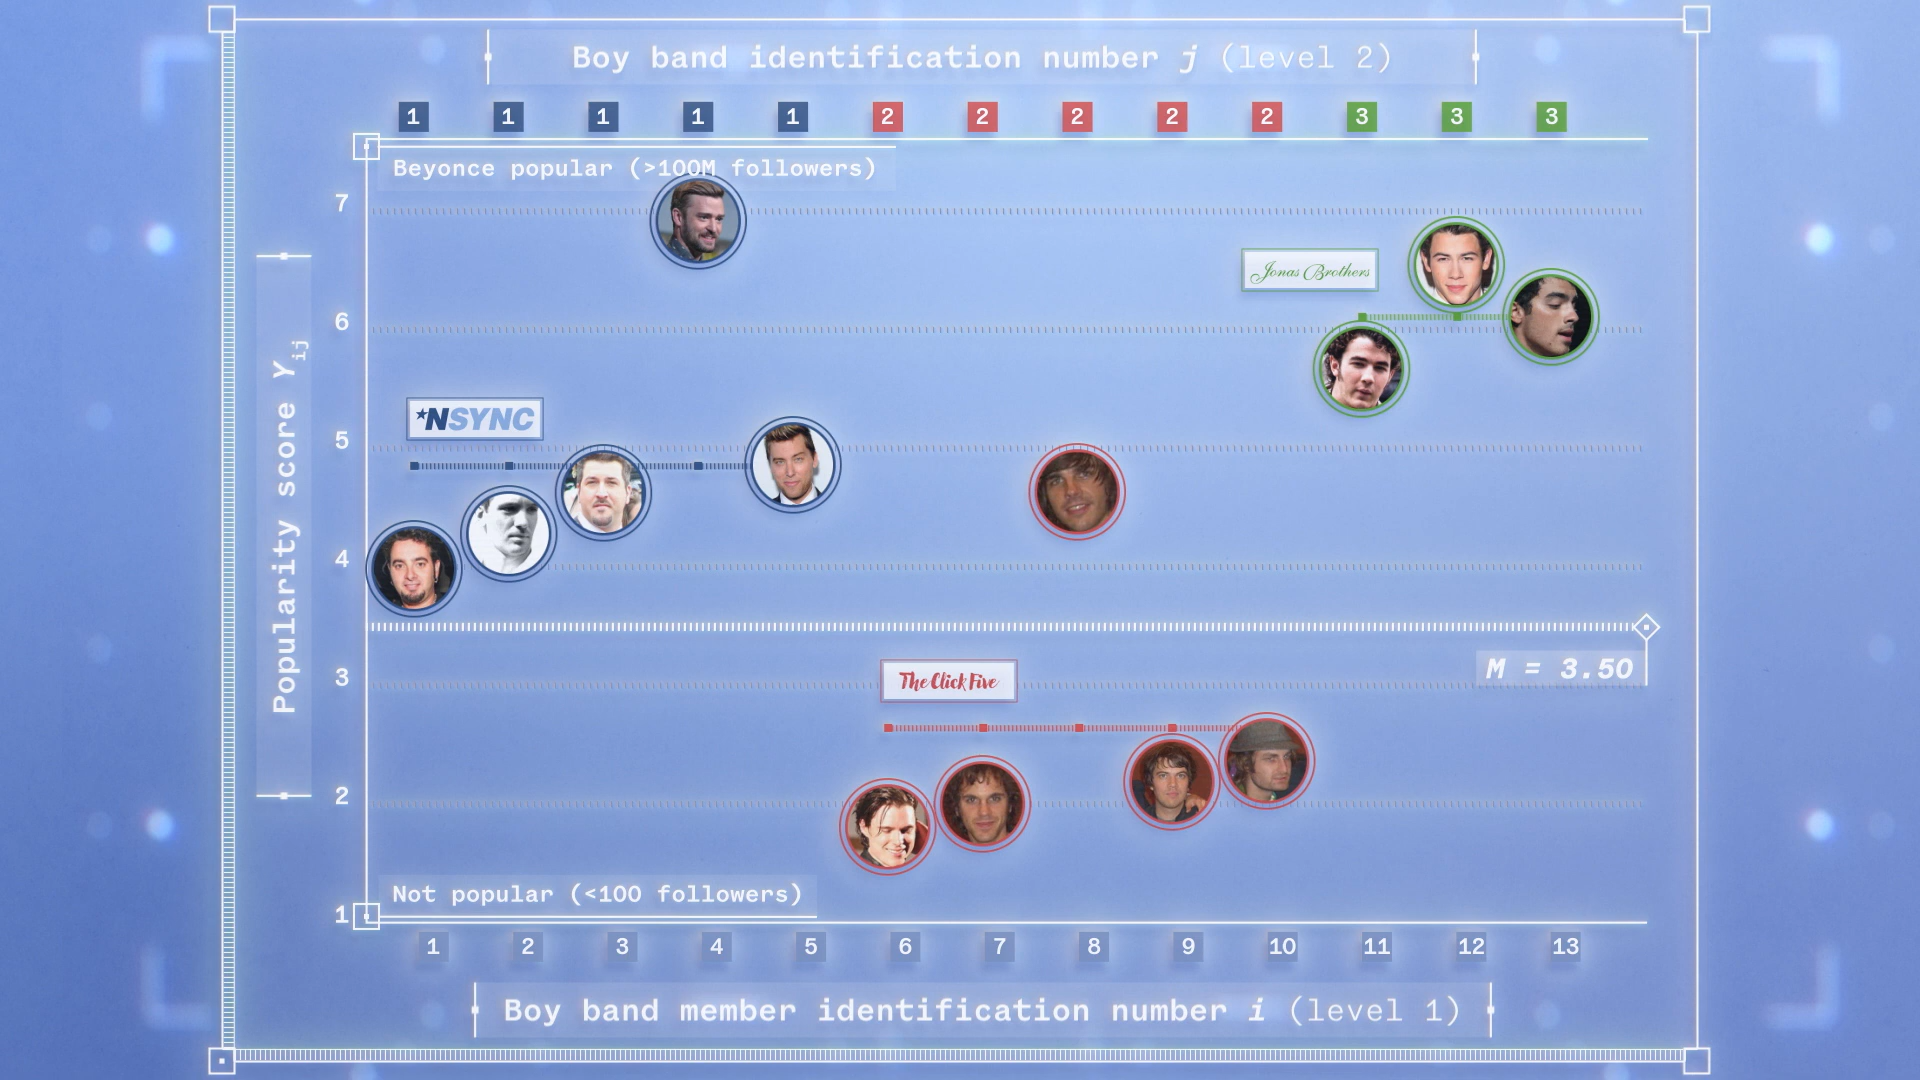 Boy band identification number j (level 2)
1 1 1 1 1 2 2 2 2 2 3 3 3
Beyonce popular (>100M followers)
7
Jonas Brothers
6
Popularity score Yij
*NSYNC
5
4
M = 3.50
3
The Click Five
2
Not popular (<100 followers)
1
1 2 3 4 5 6 7 8 9 10 11 12 13
Boy band member identification number i (level 1)